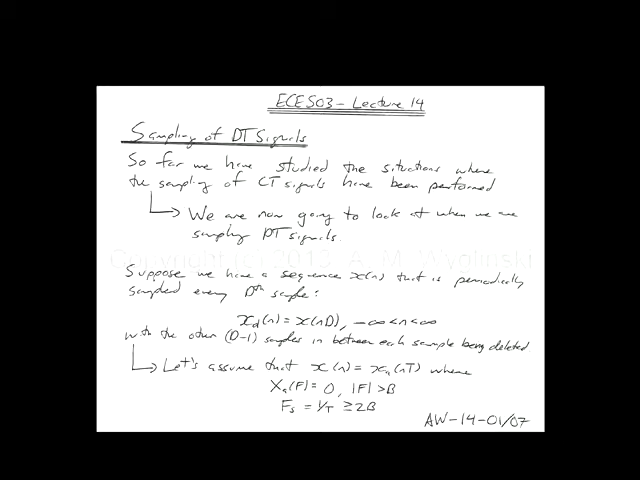 ECE503 – Lecture 14
Sampling of DT Signals
So far we have studied the situations where
the sampling of CT signals have been performed
↳ We are now going to look at when we are
sampling DT signals.
Copyright (c) 2013 A. M. Wyglinski
Suppose we have a sequence x(n) that is periodically
sampled every Dth sample:
x_d(n) = x(nD), -∞<n<∞
with the other (D-1) samples in between each sample being deleted
↳ Let's assume that x(n) = x_a(nT) where
X_a(F) = 0, |F| > B
F_s = 1/T ≥ 2B
AW-14-01/07